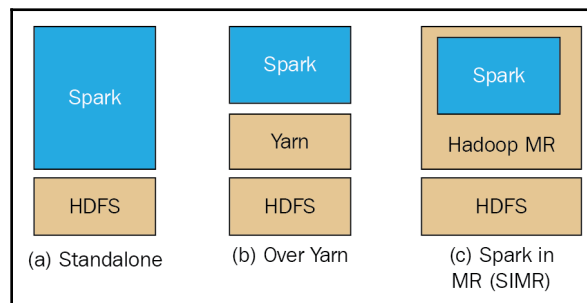 Spark
HDFS
(a) Standalone
Spark
Yarn
HDFS
(b) Over Yarn
Spark
Hadoop MR
HDFS
(c) Spark in
MR (SIMR)